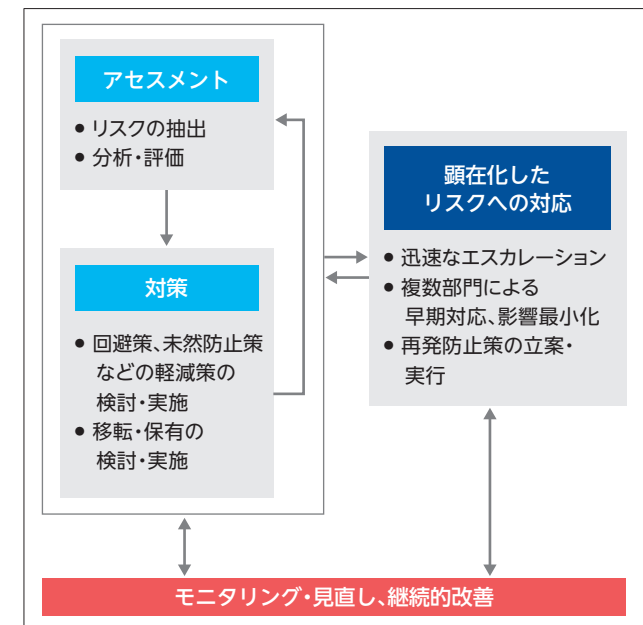 アセスメント
● リスクの抽出
● 分析・評価
対策
● 回避策、未然防止策
などの軽減策の
検討・実施
● 移転・保有の
検討・実施
顕在化した
リスクへの対応
● 迅速なエスカレーション
● 複数部門による
早期対応、影響最小化
● 再発防止策の立案・
実行
モニタリング・見直し、継続的改善